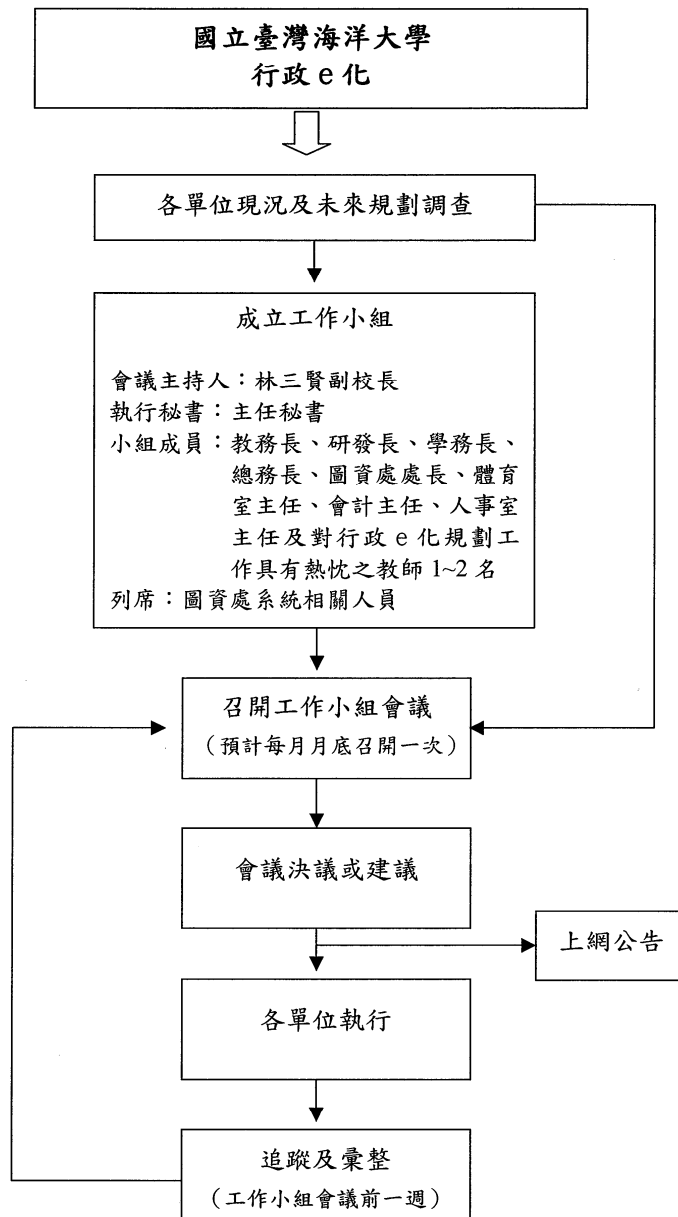 國立臺灣海洋大學
行政 e 化
各單位現況及未來規劃調查
成立工作小組
會議主持人：林三賢副校長
執行秘書：主任秘書
小組成員：教務長、研發長、學務長、
總務長、圖資處處長、體育
室主任、會計主任、人事室
主任及對行政 e 化規劃工
作具有熱忱之教師 1~2 名
列席：圖資處系統相關人員
召開工作小組會議
（預計每月月底召開一次）
會議決議或建議
上網公告
各單位執行
追蹤及彙整
（工作小組會議前一週）